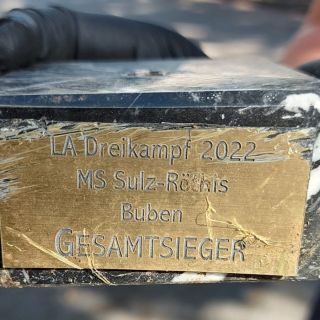 LA Dreikampf 2022
MS Sulz-Röthis
Buben
GESAMTSIEGER